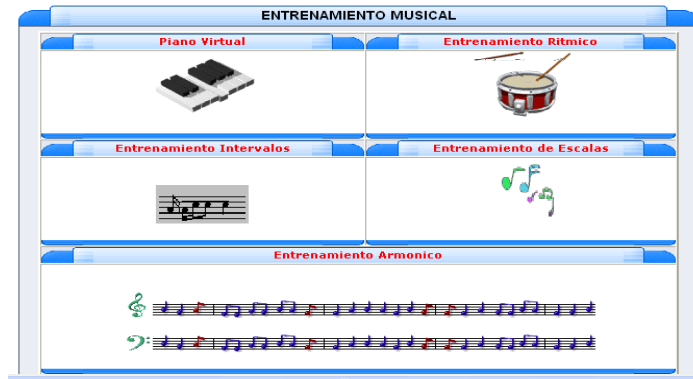 ENTRENAMIENTO MUSICAL
Piano Virtual
Entrenamiento Ritmico
Entrenamiento Intervalos
Entrenamiento de Escalas
Entrenamiento Armonico